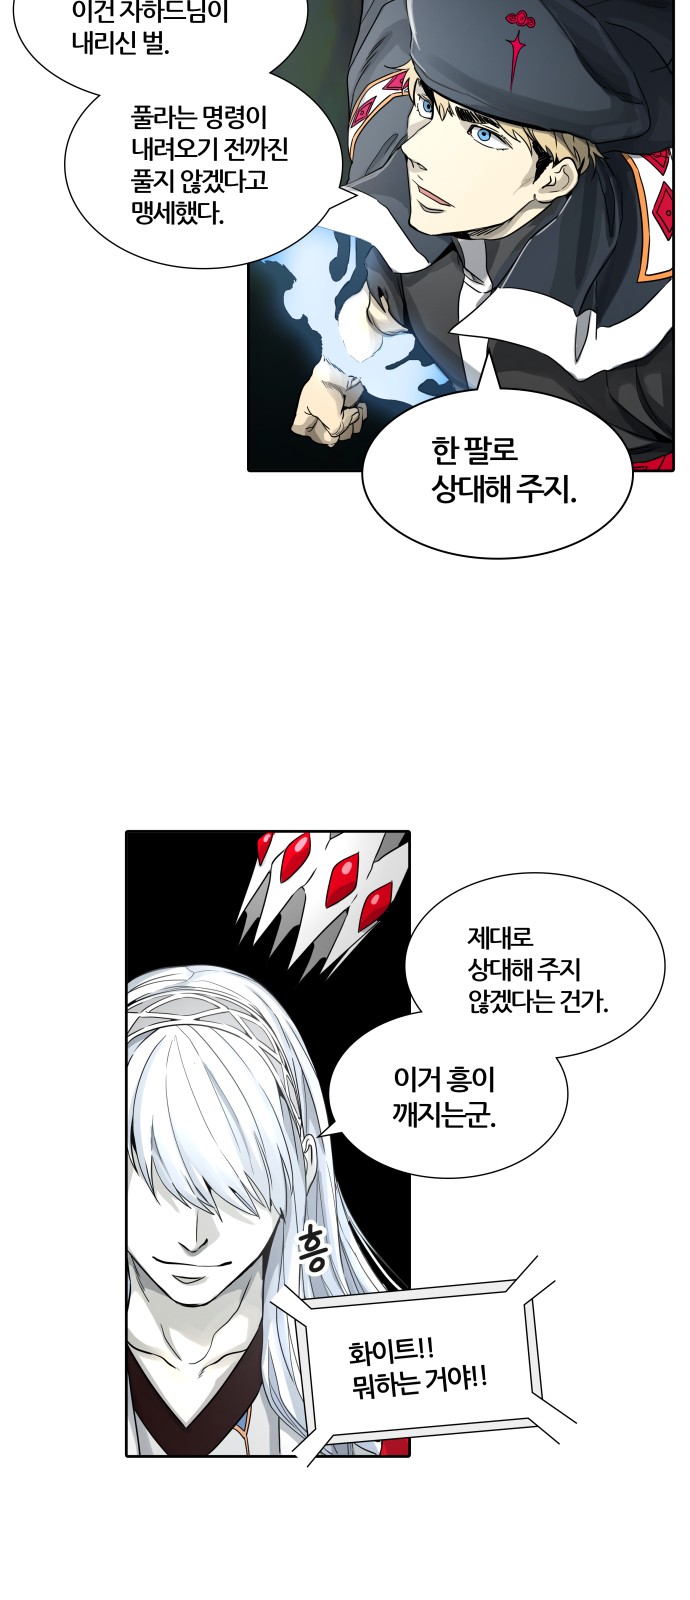 이건 자하드님이
내리신 벌.
풀라는 명령이
내려오기 전까진
풀지 않겠다고
맹세했다.
한 팔로
상대해 주지.
제대로
상대해 주지
않겠다는 건가.
이거 흥이
깨지는군.
흥
화이트!!
뭐하는 거야!!